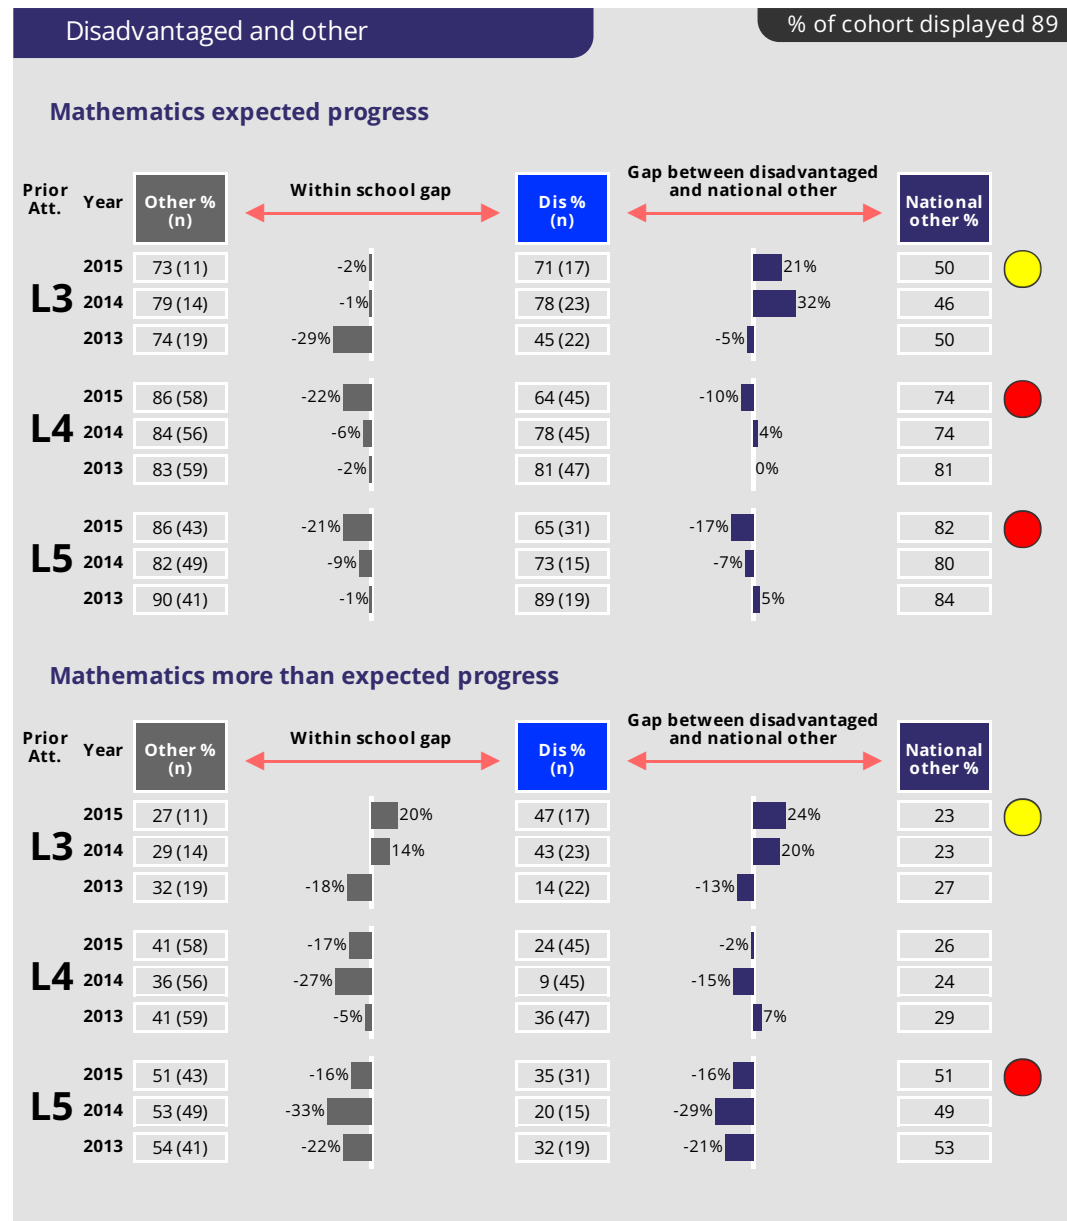 Disadvantaged and other
% of cohort displayed 89
Mathematics expected progress
Prior Att. Year Other % (n) Within school gap Dis % (n) Gap between disadvantaged and national other National other %
L3
2015 73 (11) -2% 71 (17) 21% 50
2014 79 (14) -1% 78 (23) 32% 46
2013 74 (19) -29% 45 (22) -5% 50
L4
2015 86 (58) -22% 64 (45) -10% 74
2014 84 (56) -6% 78 (45) 4% 74
2013 83 (59) -2% 81 (47) 0% 81
L5
2015 86 (43) -21% 65 (31) -17% 82
2014 82 (49) -9% 73 (15) -7% 80
2013 90 (41) -1% 89 (19) 5% 84
Mathematics more than expected progress
Prior Att. Year Other % (n) Within school gap Dis % (n) Gap between disadvantaged and national other National other %
L3
2015 27 (11) 20% 47 (17) 24% 23
2014 29 (14) 14% 43 (23) 20% 23
2013 32 (19) -18% 14 (22) -13% 27
L4
2015 41 (58) -17% 24 (45) -2% 26
2014 36 (56) -27% 9 (45) -15% 24
2013 41 (59) -5% 36 (47) 7% 29
L5
2015 51 (43) -16% 35 (31) -16% 51
2014 53 (49) -33% 20 (15) -29% 49
2013 54 (41) -22% 32 (19) -21% 53